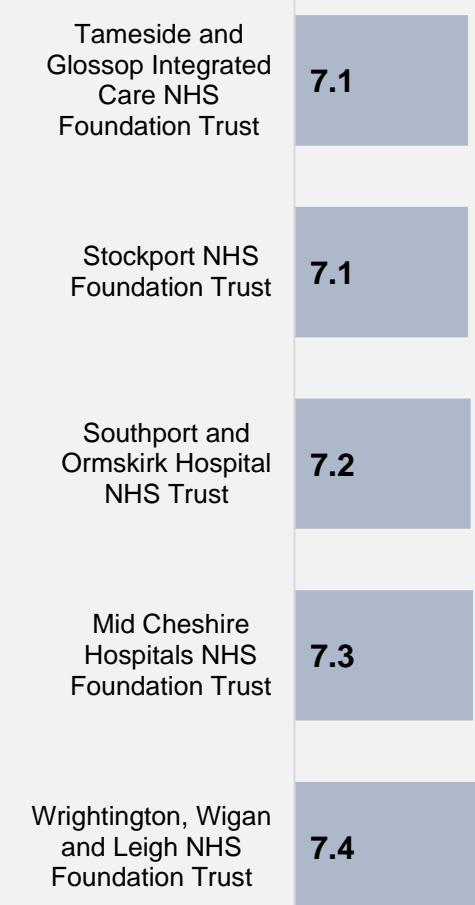 Tameside and
Glossop Integrated
Care NHS
Foundation Trust
7.1
Stockport NHS
Foundation Trust
7.1
Southport and
Ormskirk Hospital
NHS Trust
7.2
Mid Cheshire
Hospitals NHS
Foundation Trust
7.3
Wrightington, Wigan
and Leigh NHS
Foundation Trust
7.4